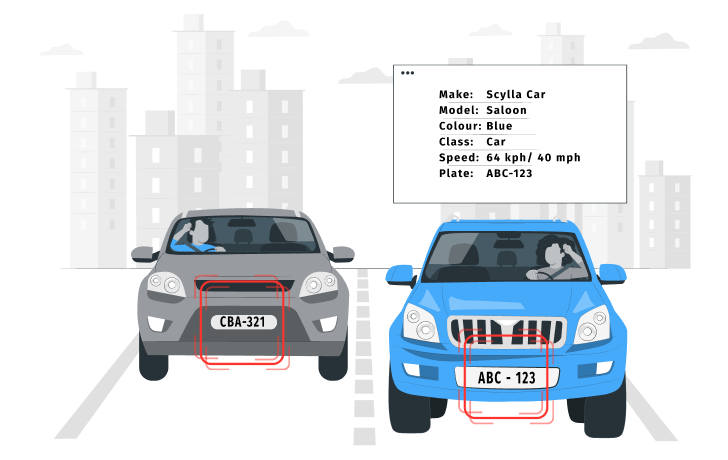 Make: Scylla Car
Model: Saloon
Colour: Blue
Class: Car
Speed: 64 kph/ 40 mph
Plate: ABC-123
CBA-321
ABC - 123